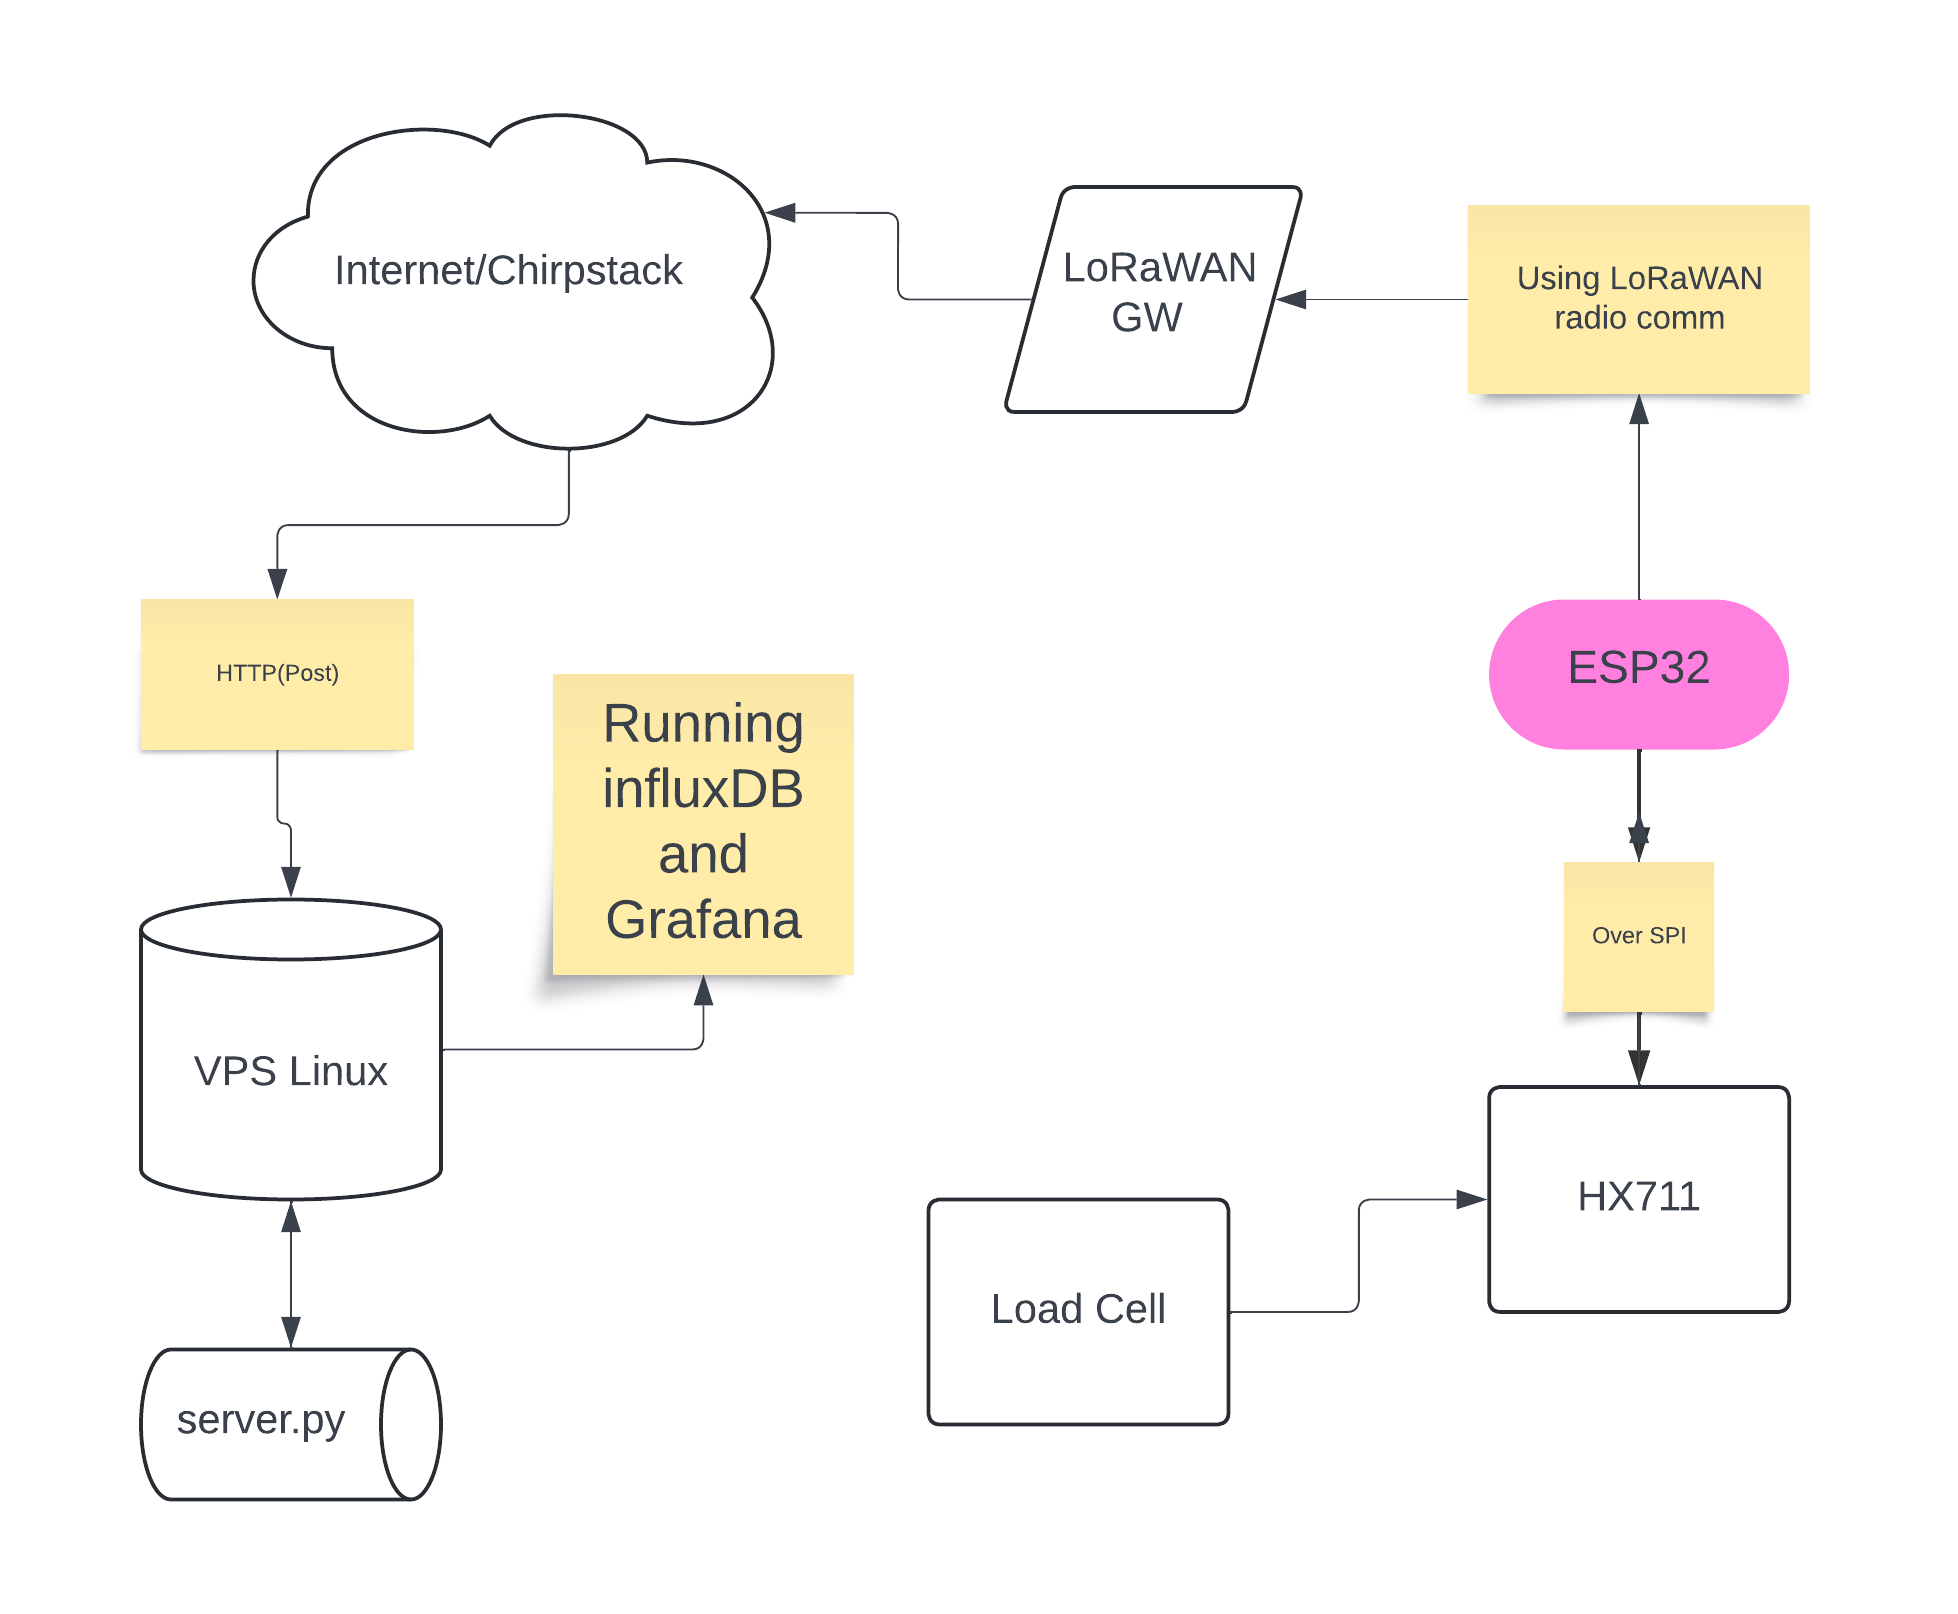 Internet/Chirpstack
LoRaWAN
GW
Using LoRaWAN
radio comm
HTTP(Post)
Running
influxDB
and
Grafana
ESP32
Over SPI
VPS Linux
HX711
Load Cell
server.py